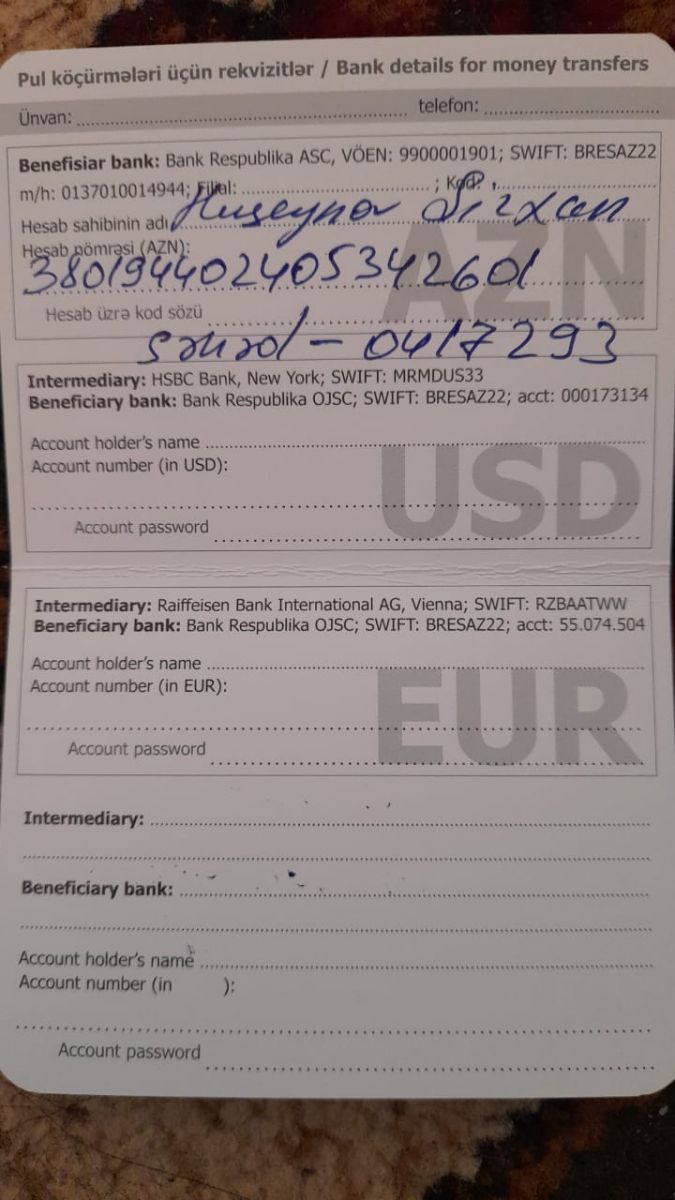 Pul köçürmələri üçün rekvizitlər / Bank details for money transfers
Ünvan: telefon:
Benefisiar bank: Bank Respublika ASC, VÖEN: 9900001901; SWIFT: BRESAZ22
m/h: 0137010014944; Filial: ; Kod:
Hesab sahibinin adı Huseynov
Hesab nömrəsi (AZN):
380194402405342601
AZN
Hesab üzrə kod sözü
0417293
Intermediary: HSBC Bank, New York; SWIFT: MRMDUS33
Beneficiary bank: Bank Respublika OJSC; SWIFT: BRESAZ22; acct: 000173134
Account holder's name
Account number (in USD):
USD
Account password
Intermediary: Raiffeisen Bank International AG, Vienna; SWIFT: RZBAATWW
Beneficiary bank: Bank Respublika OJSC; SWIFT: BRESAZ22; acct: 55.074.504
Account holder's name
Account number (in EUR):
EUR
Account password
Intermediary:
Beneficiary bank:
Account holder's name
Account number (in ):
Account password